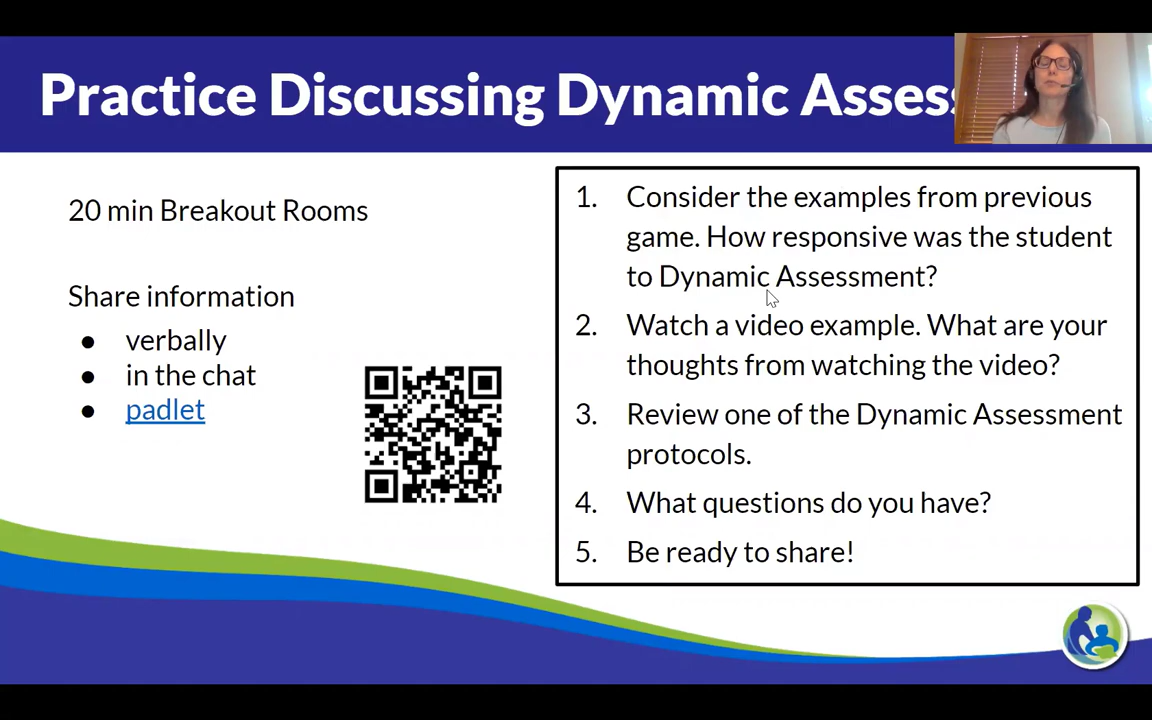 Practice Discussing Dynamic Assess
20 min Breakout Rooms
Share information
● verbally
● in the chat
● padlet
1. Consider the examples from previous
game. How responsive was the student
to Dynamic Assessment?
2. Watch a video example. What are your
thoughts from watching the video?
3. Review one of the Dynamic Assessment
protocols.
4. What questions do you have?
5. Be ready to share!